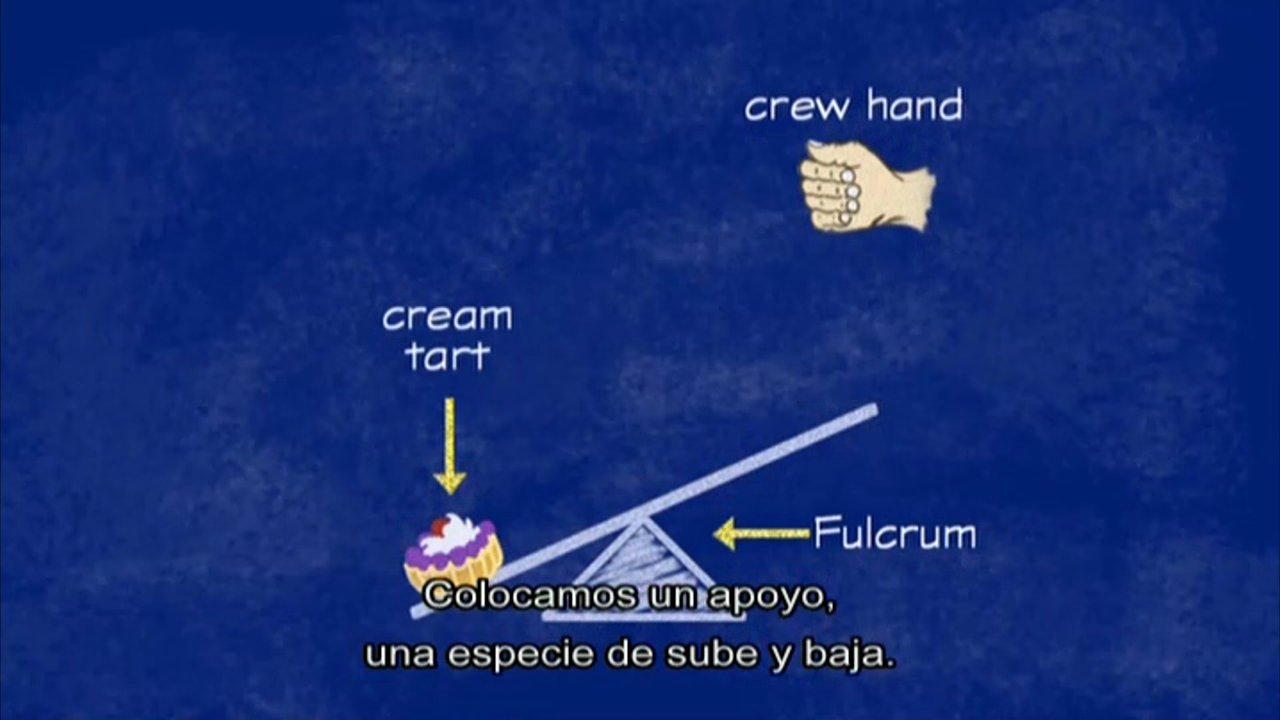 crew hand
cream
tart
Fulcrum
Colocamos un apoyo,
una especie de sube y baja.